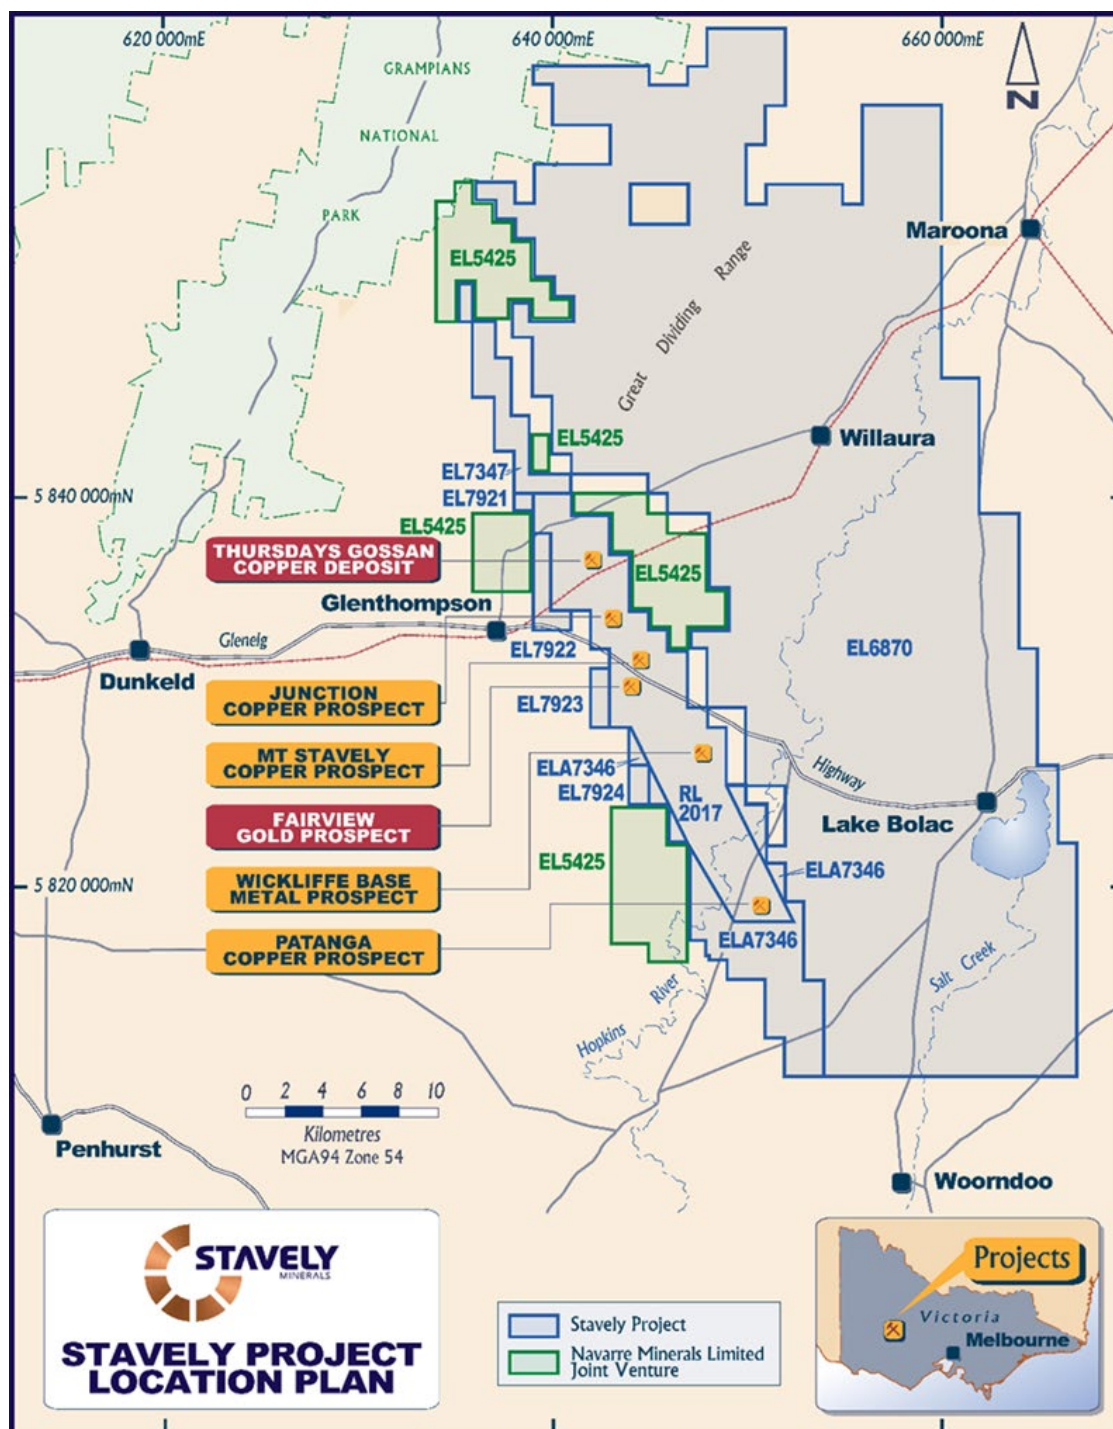 620 000mE
640 000mE
660 000mE
GRAMPIANS
NATIONAL
PARK
N
Maroona
EL5425
Great Dividing Range
EL5425
Willaura
EL7347
5 840 000mN
EL7921
EL5425
THURSDAYS GOSSAN
COPPER DEPOSIT
EL5425
Glenthompson
Glenelg
EL7922
EL6870
Dunkeld
JUNCTION
COPPER PROSPECT
EL7923
MT STAVELY
COPPER PROSPECT
ELA7346
Highway
EL7924
RL
2017
FAIRVIEW
GOLD PROSPECT
Lake Bolac
EL5425
ELA7346
WICKLIFFE BASE
METAL PROSPECT
5 820 000mN
PATANGA
COPPER PROSPECT
ELA7346
Salt Creek
Hopkins River
0 2 4 6 8 10
Kilometres
MGA94 Zone 54
Penhurst
Woorndoo
STAVELY
MINERALS
STAVELY PROJECT
LOCATION PLAN
Stavely Project
Navarre Minerals Limited
Joint Venture
Projects
Victoria
Melbourne